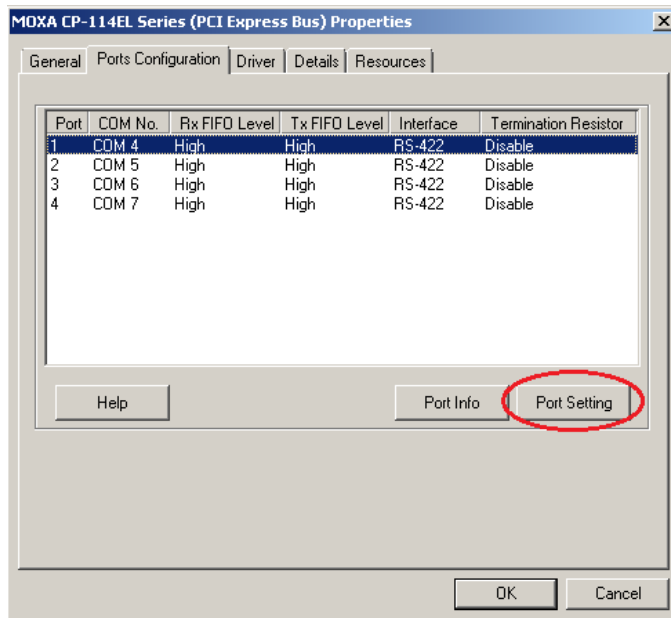 MOXA CP-114EL Series (PCI Express Bus) Properties
General Ports Configuration Driver Details Resources
Port COM No. Rx FIFO Level Tx FIFO Level Interface Termination Resistor
1 COM 4 High High RS-422 Disable
2 COM 5 High High RS-422 Disable
3 COM 6 High High RS-422 Disable
4 COM 7 High High RS-422 Disable
Help Port Info Port Setting
OK Cancel